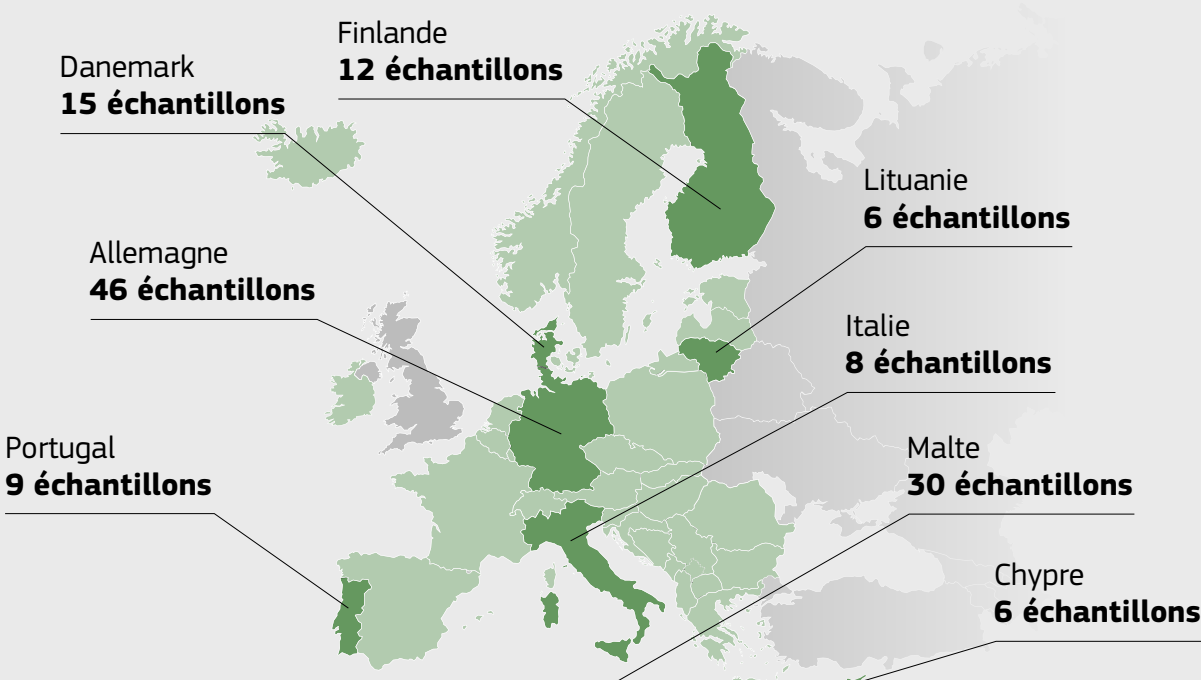 Finlande
12 échantillons
Danemark
15 échantillons
Lituanie
6 échantillons
Allemagne
46 échantillons
Italie
8 échantillons
Portugal
9 échantillons
Malte
30 échantillons
Chypre
6 échantillons